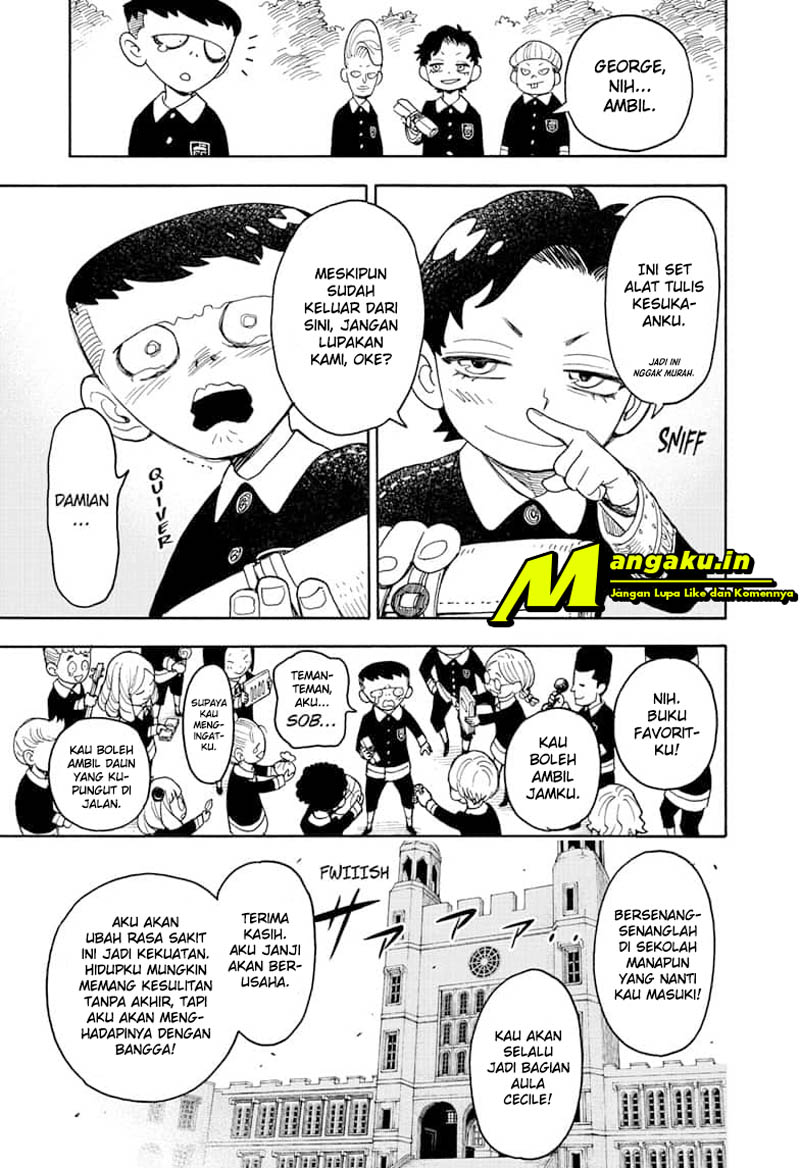 GEORGE,
NIH...
AMBIL.
INI SET
ALAT TULIS
KESUKA-
ANKU.
JADI INI
NGGAK MURAH.
SNIFF
MESKIPUN
SUDAH
KELUAR DARI
SINI, JANGAN
LUPAKAN
KAMI, OKE?
DAMIAN
...
QUIVER
Mangaku.in
Jangan Lupa Like dan Komennya
NIH.
BUKU
FAVORIT-
KU!
KAU
BOLEH
AMBIL
JAMKU.
TEMAN-
TEMAN,
AKU...
SOB...
SUPAYA
KAU
MENG-
INGAT-
KU.
KAU BOLEH
AMBIL DAUN
YANG KU-
PUNGUT DI
JALAN.
FWIIISH
ファアア...
BERSENANG-
SENANGLAH
DI SEKOLAH
MANAPUN
YANG NANTI
KAU MASUKI!
KAU AKAN
SELALU
JADI BAGIAN
AULA
CECILE!
TERIMA
KASIH.
AKU JANJI
AKAN BER-
USAHA.
AKU AKAN
UBAH RASA SAKIT
INI JADI KEKUATAN.
HIDUPKU MUNGKIN
MEMANG KESULITAN
TANPA AKHIR, TAPI
AKU AKAN MENG-
HADAPINYA DENGAN
BANGGA!